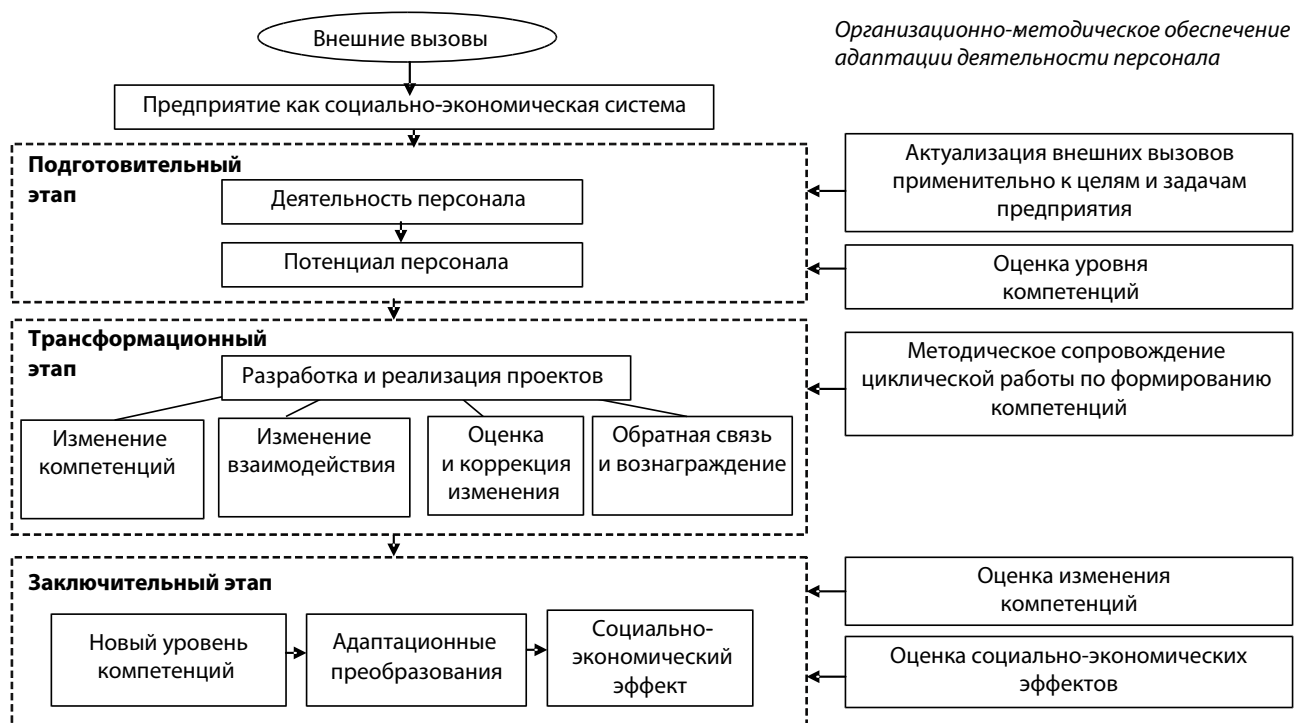 Внешние вызовы
Организационно-методическое обеспечение
адаптации деятельности персонала
Предприятие как социально-экономическая система
Подготовительный
этап
Деятельность персонала
Потенциал персонала
Актуализация внешних вызовов
применительно к целям и задачам
предприятия
Оценка уровня
компетенций
Трансформационный
этап
Разработка и реализация проектов
Изменение
компетенций
Изменение
взаимодействия
Оценка
и коррекция
изменения
Обратная связь
и вознаграждение
Методическое сопровождение
циклической работы по формированию
компетенций
Заключительный этап
Новый уровень
компетенций
Адаптационные
преобразования
Социально-
экономический
эффект
Оценка изменения
компетенций
Оценка социально-экономических
эффектов